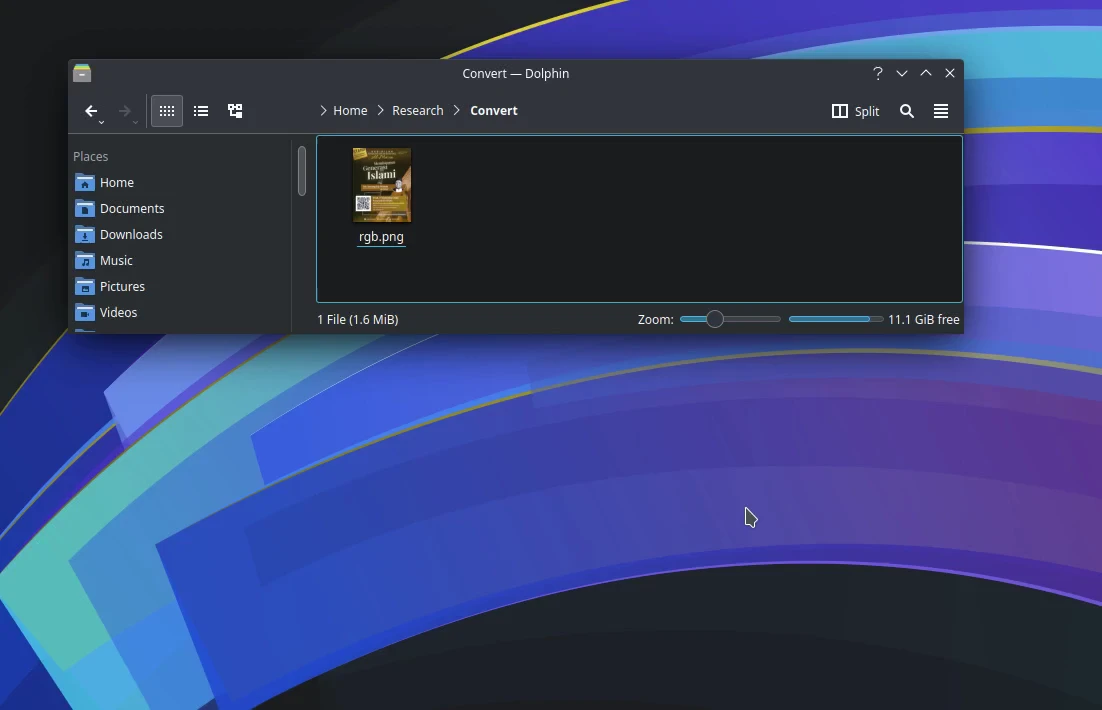 Convert — Dolphin
Home
Research
Convert
Split
Places
Home
Documents
Downloads
Music
Pictures
Videos
Generasi
Islami
rgb.png
1 File (1.6 MiB)
Zoom:
11.1 GiB free